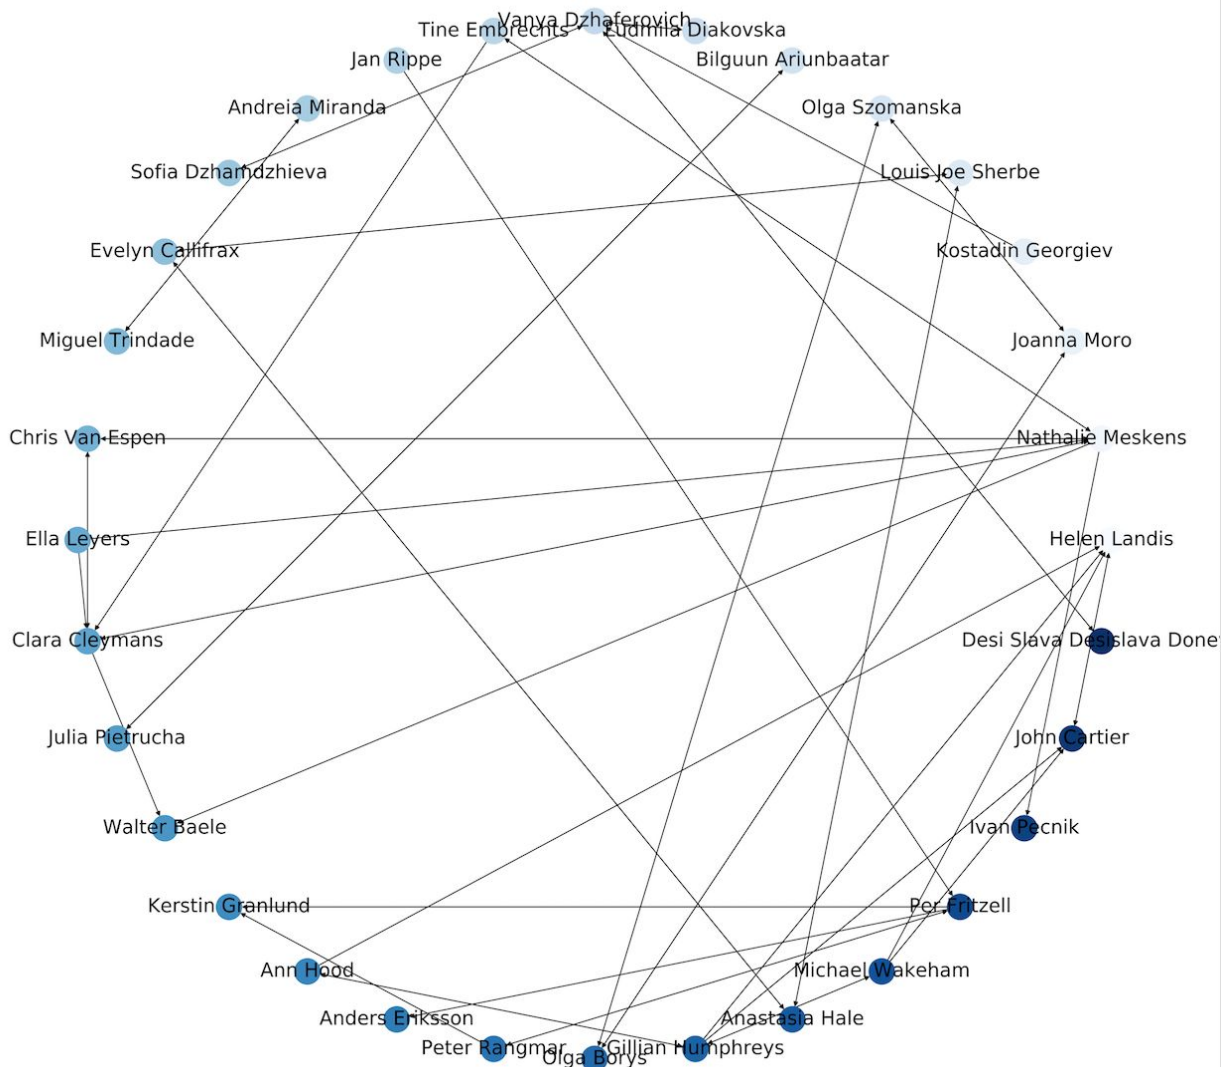 Vanya Dzhaferovich
Tine Embrechts
Ludmila Diakovska
Jan Rippe
Bilguun Ariunbaatar
Andreia Miranda
Olga Szomanska
Sofia Dzhamdzhieva
Louis Joe Sherbe
Evelyn Callifrax
Kostadin Georgiev
Miguel Trindade
Joanna Moro
Chris Van Espen
Nathalie Meskens
Ella Leyers
Helen Landis
Clara Cleymans
Desi Slava Desislava Done
Julia Pietrucha
John Cartier
Walter Baele
Ivan Pecnik
Kerstin Granlund
Per Fritzell
Ann Hood
Michael Wakeham
Anders Eriksson
Anastasia Hale
Peter Rangmar
Gillian Humphreys
Olga Borys